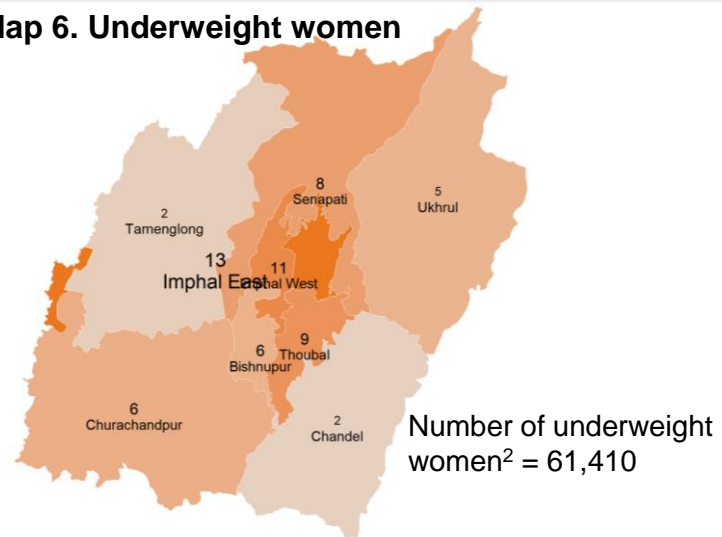 Map 6. Underweight women
8
Senapati
5
Ukhrul
2
Tamenglong
13
Imphal East
11
Imphal West
9
Thoubal
6
Bishnupur
6
Churachandpur
2
Chandel
Number of underweight
women² = 61,410